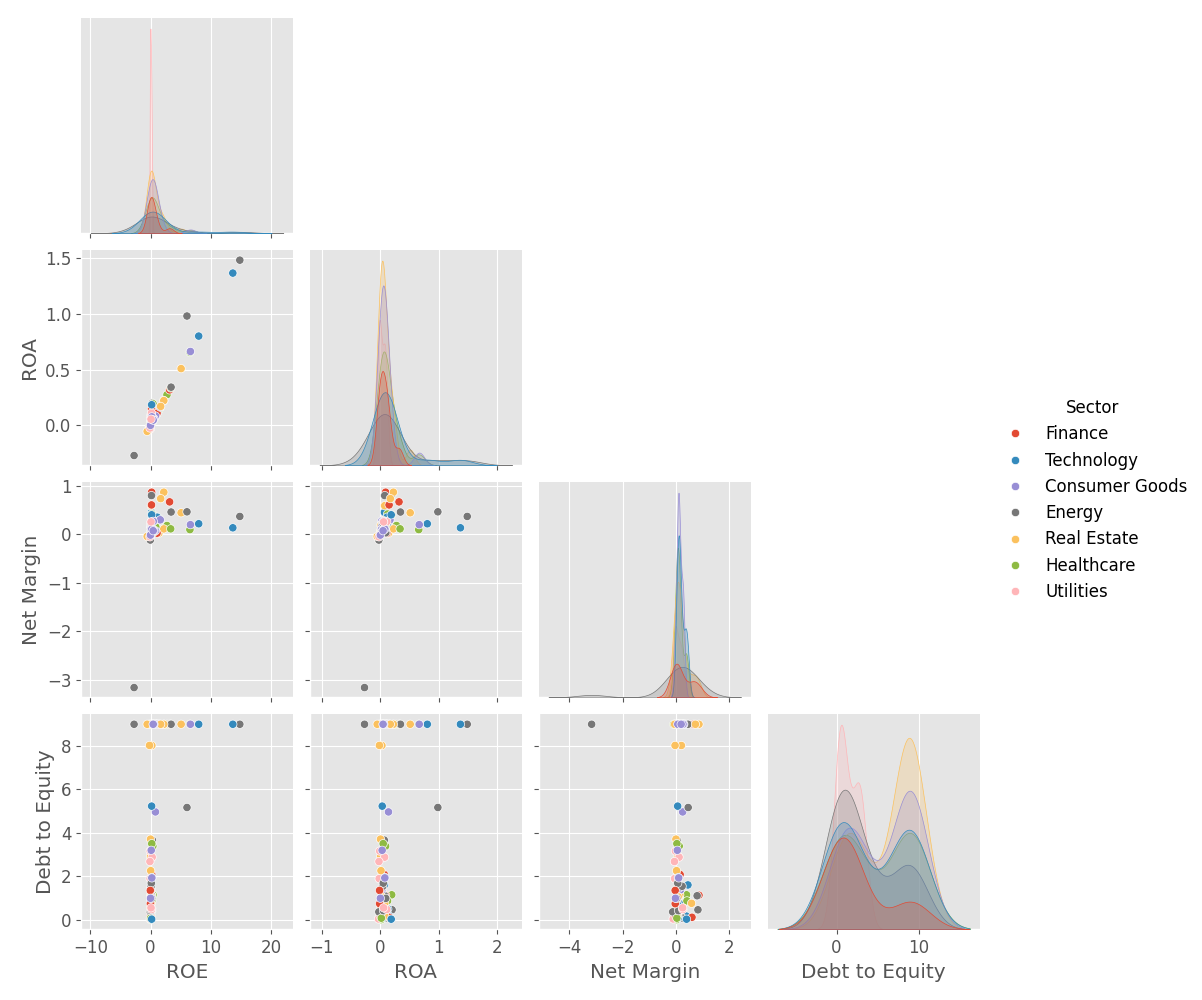 1.5
1.0
0.5
0.0
ROA
1
0
−1
−2
−3
Net Margin
8
6
4
2
0
Debt to Equity
−10 0 10 20
ROE
−1 0 1 2
ROA
−4 −2 0 2
Net Margin
0 10
Debt to Equity
Sector
Finance
Technology
Consumer Goods
Energy
Real Estate
Healthcare
Utilities